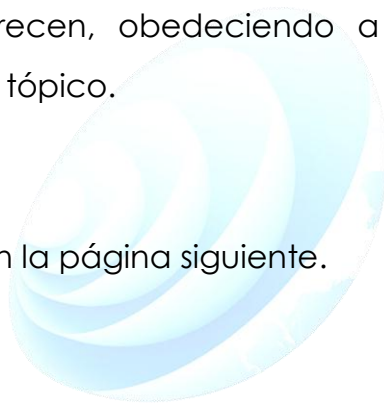 recen, obedeciendo a
tópico.
n la página siguiente.